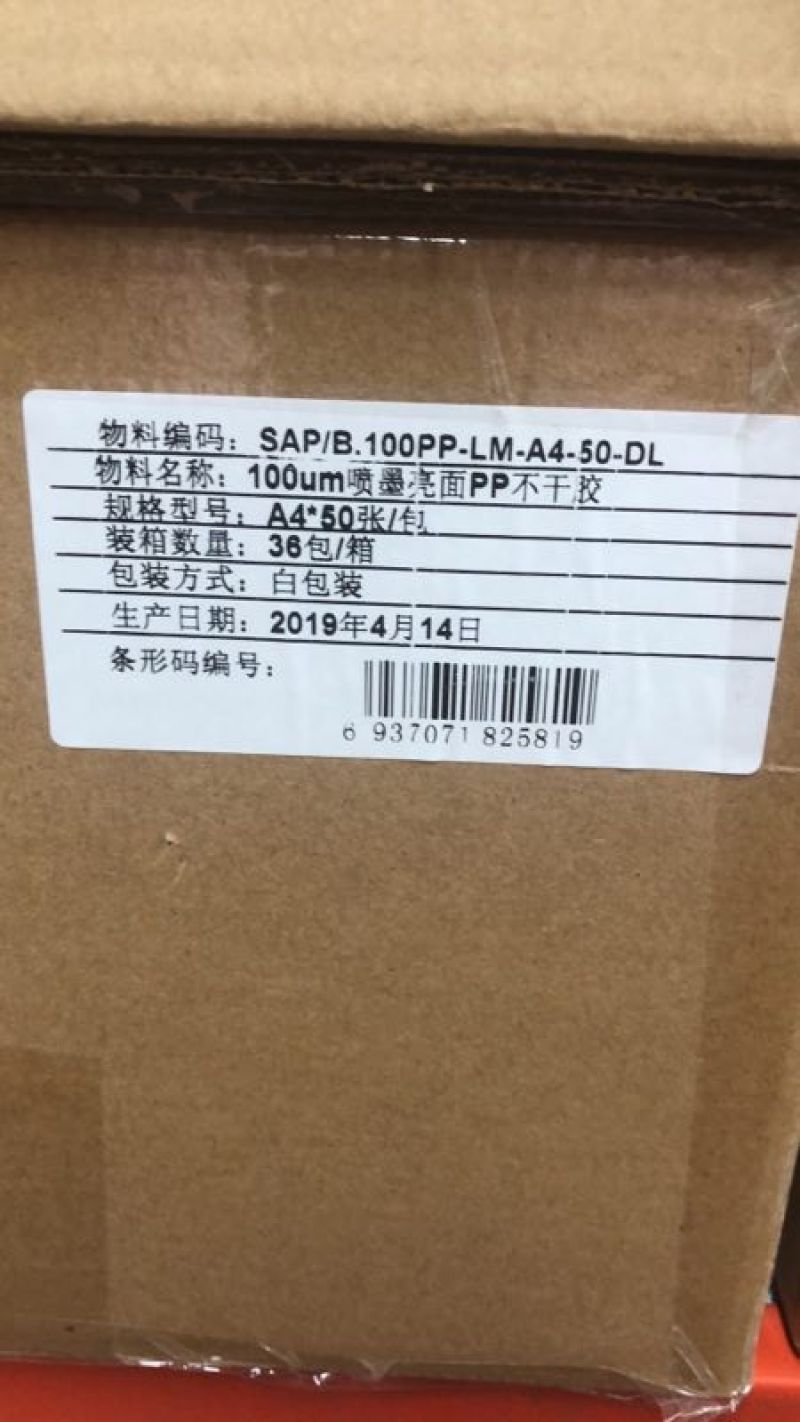 物料编码：SAP/B.100PP-LM-A4-50-DL
物料名称：100um喷墨亮面PP不干胶
规格型号：A4*50张/包
装箱数量：36包/箱
包装方式：白包装
生产日期：2019年4月14日
条形码编号：
6 937071 825819